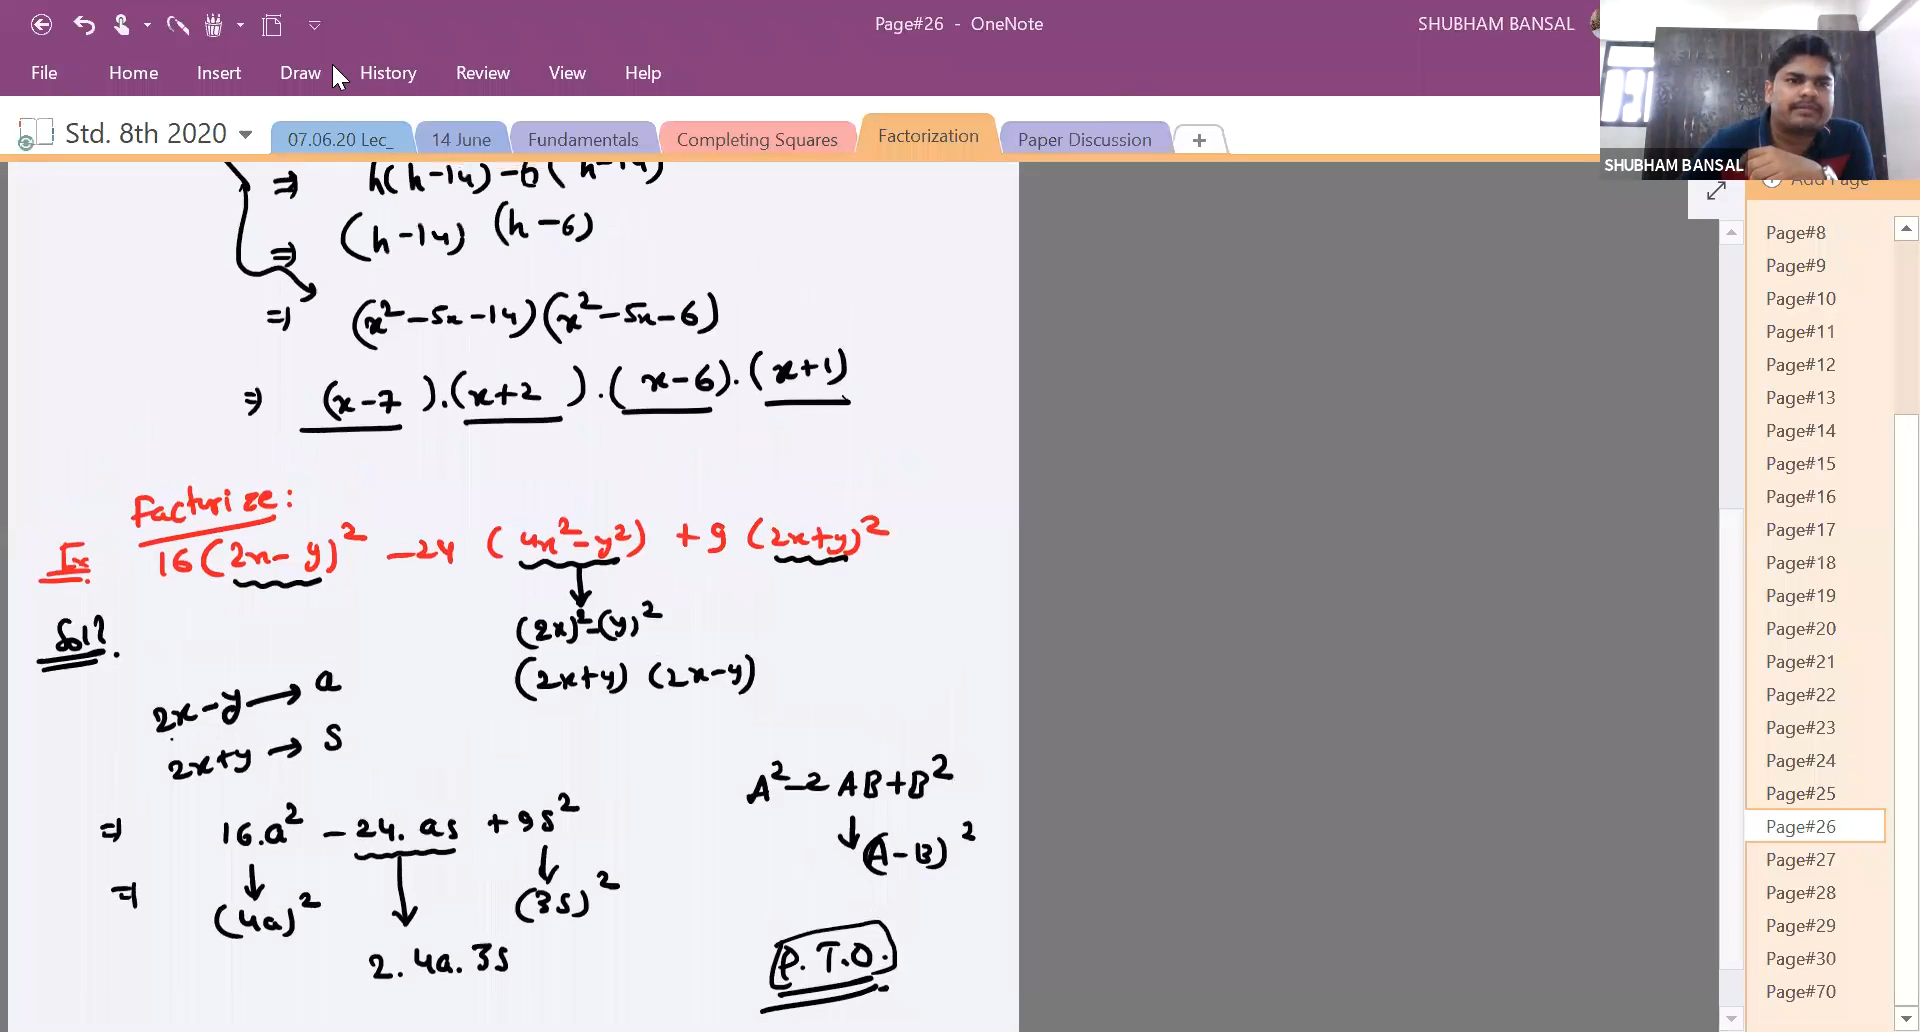 Page#26 - OneNote
SHUBHAM BANSAL
File Home Insert Draw History Review View Help
SHUBHAM BANSAL
Std. 8th 2020
07.06.20 Lec_ 14 June Fundamentals Completing Squares Factorization Paper Discussion +
Add Page
⇒ h(h-14)-6(h-14)
⇒ (h-14) (h-6)
⇒ (x²-5x-14)(x²-5x-6)
⇒ (x-7).(x+2).(x-6).(x+1)
Facturize:
Ex 16(2x-y)² -24 (4x²-y²) +9 (2x+y)²
Sol?.
(2x)²-(y)²
(2x+y) (2x-y)
2x-y → a
2x+y → S
A²-2AB+B²
↓(A-B)²
⇒ 16.a² - 24.as + 9s²
⇒ (4a)² (3s)²
2.4a.3s
P.T.O.
Page#8
Page#9
Page#10
Page#11
Page#12
Page#13
Page#14
Page#15
Page#16
Page#17
Page#18
Page#19
Page#20
Page#21
Page#22
Page#23
Page#24
Page#25
Page#26
Page#27
Page#28
Page#29
Page#30
Page#70